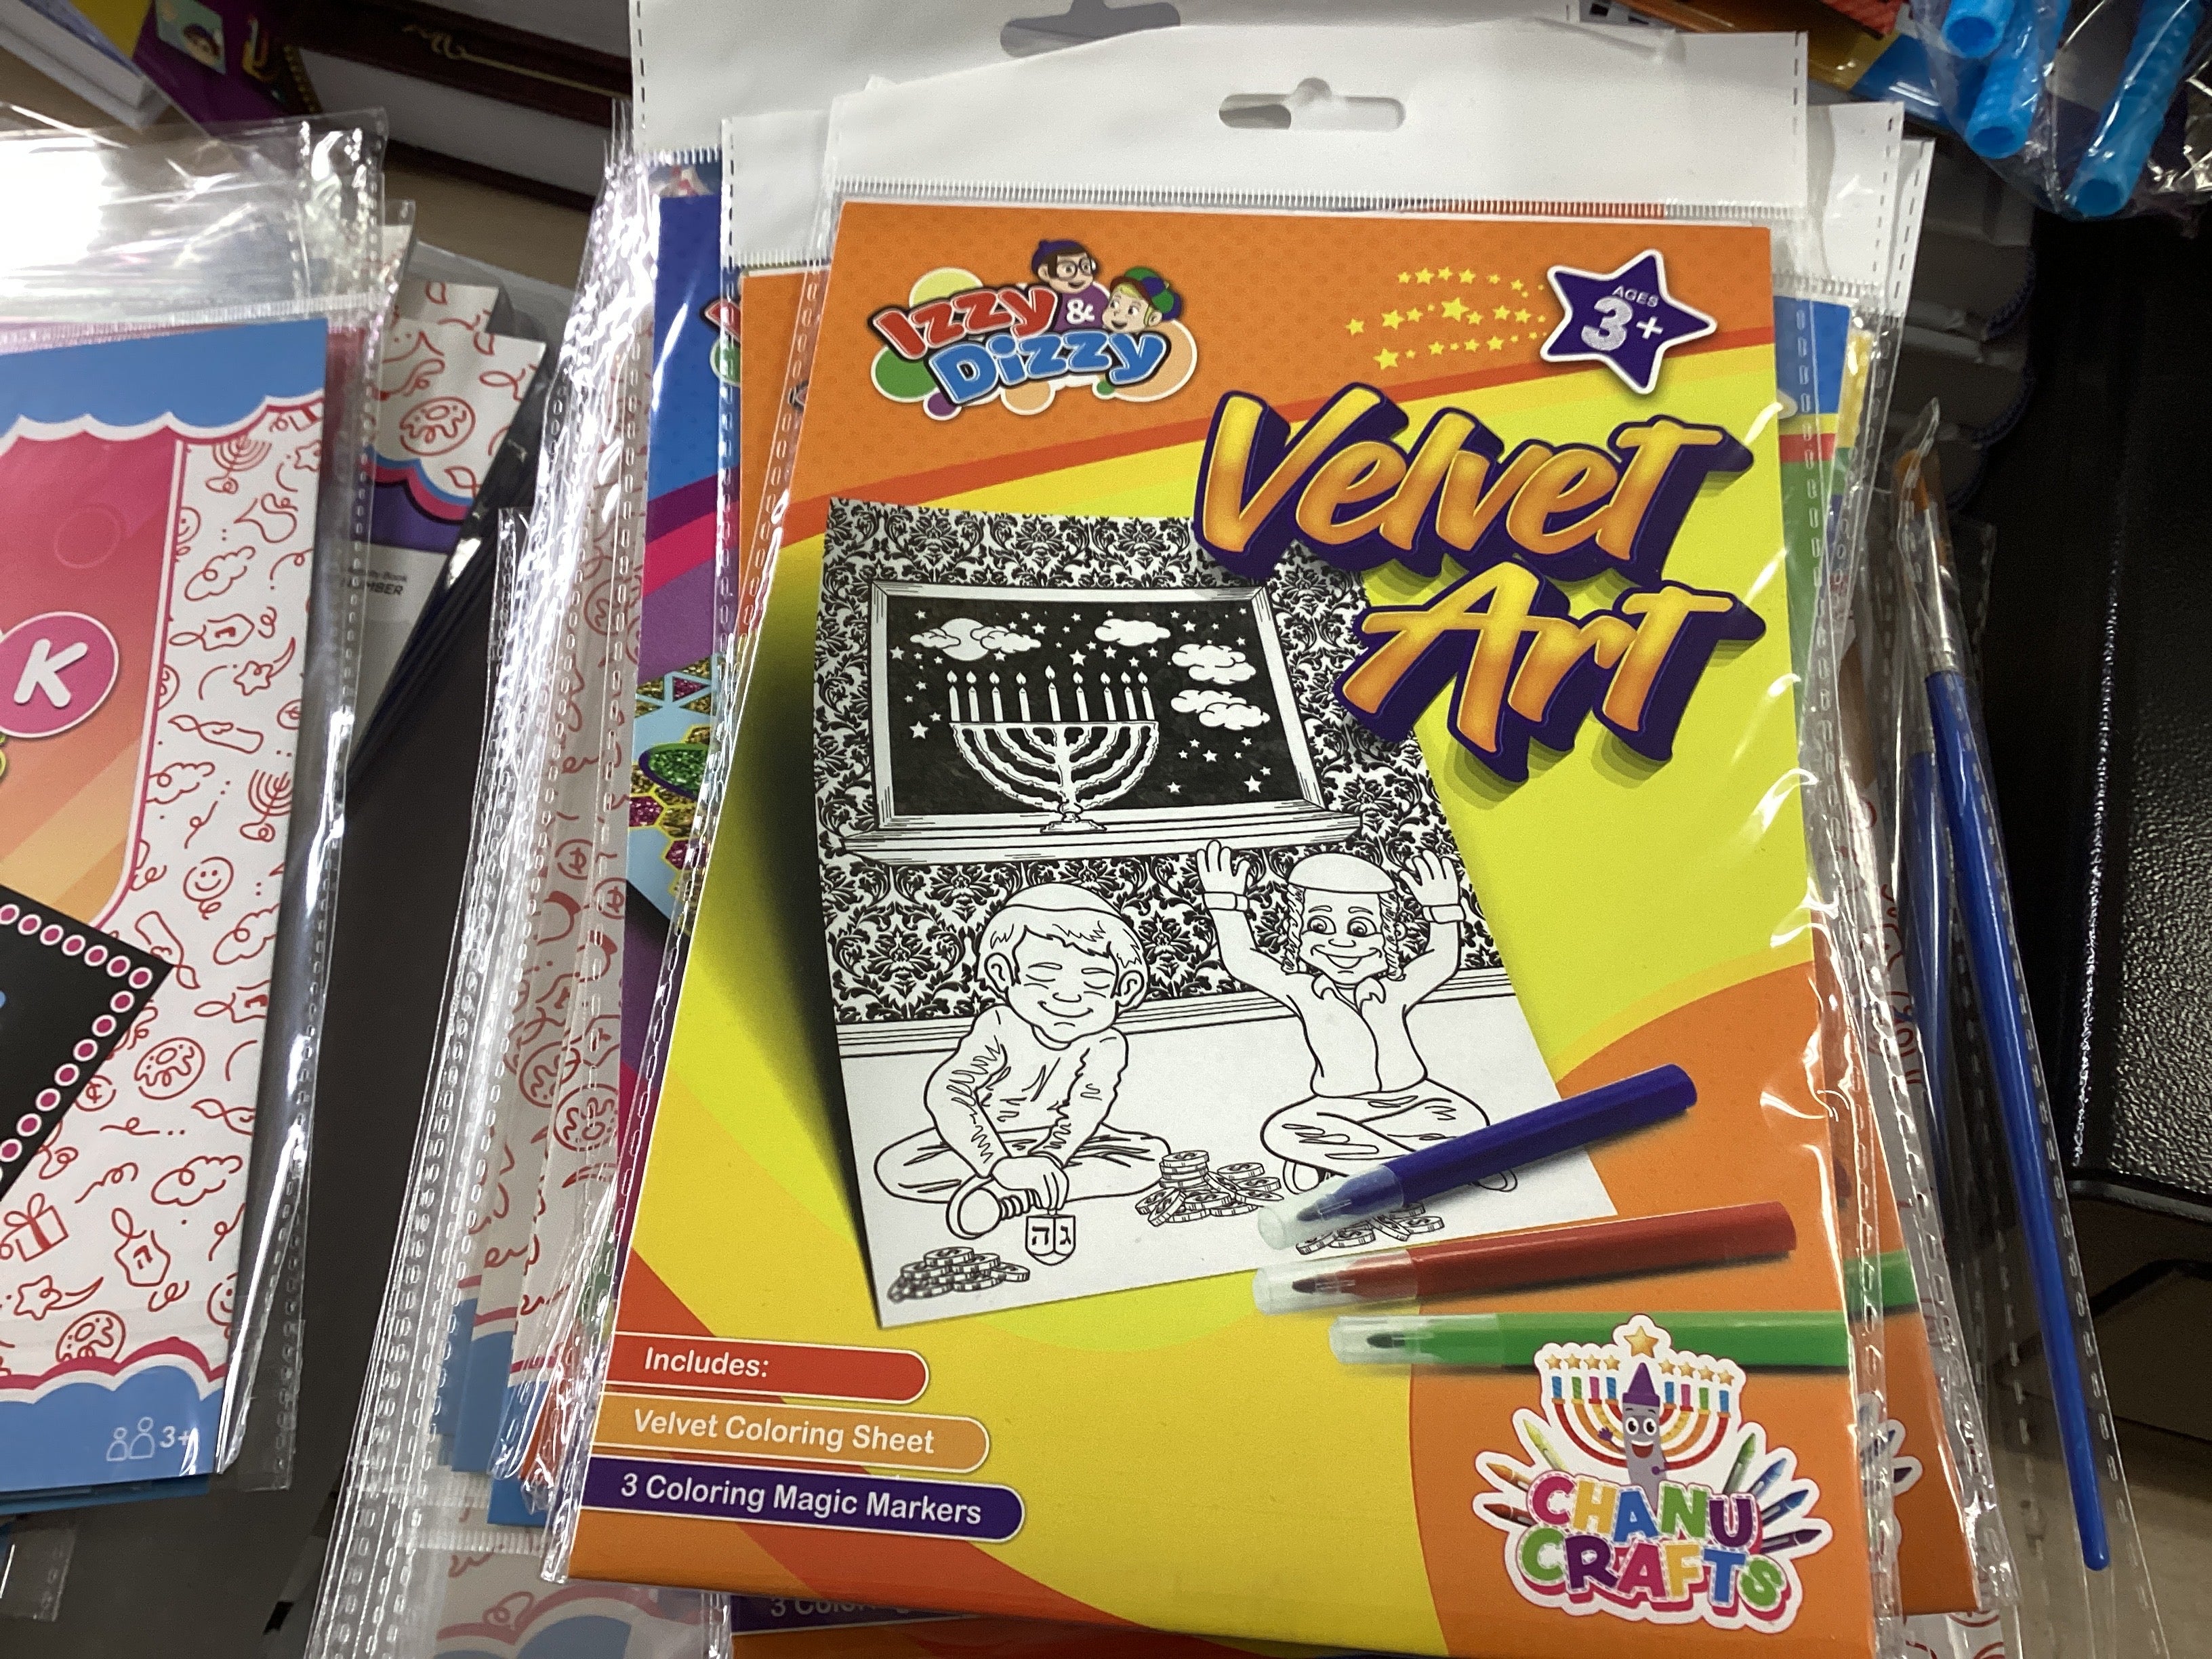 Izzy &
Dizzy
AGES
3+
Velvet
Art
גה
Includes:
Velvet Coloring Sheet
3 Coloring Magic Markers
CHANU
CRAFTS
K
3+